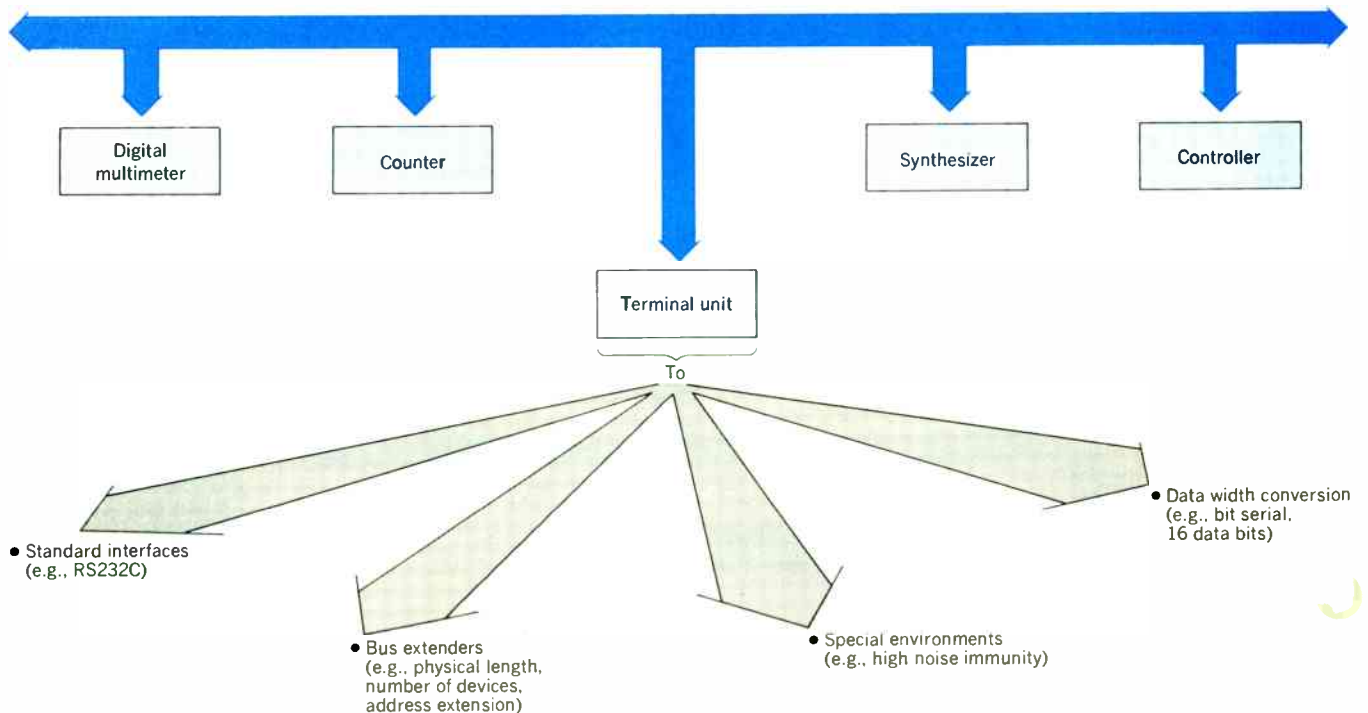 Digital
multimeter
Counter
Synthesizer
Controller
Terminal unit
To
● Standard interfaces
(e.g., RS232C)
● Bus extenders
(e.g., physical length,
number of devices,
address extension)
● Special environments
(e.g., high noise immunity)
● Data width conversion
(e.g., bit serial,
16 data bits)